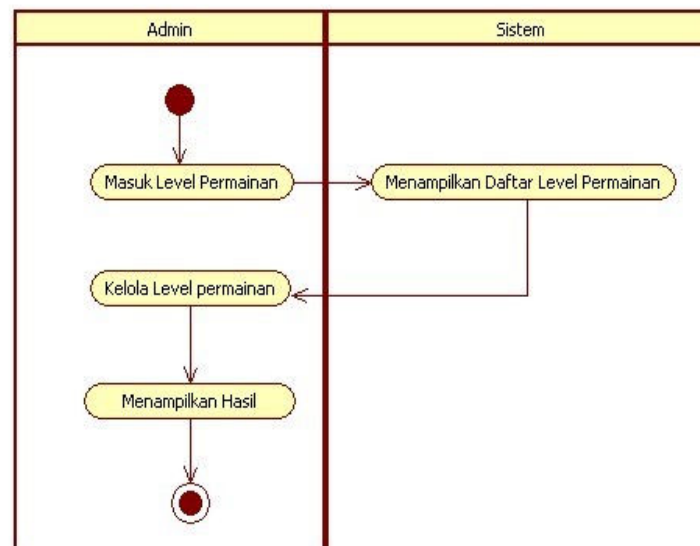 Admin
Sistem
Masuk Level Permainan
Menampilkan Daftar Level Permainan
Kelola Level permainan
Menampilkan Hasil